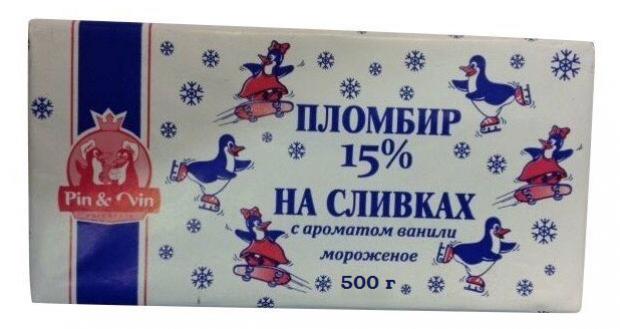 ПЛОМБИР
15%
НА СЛИВКАХ
с ароматом ванили
мороженое
500 г
Pin & Vin